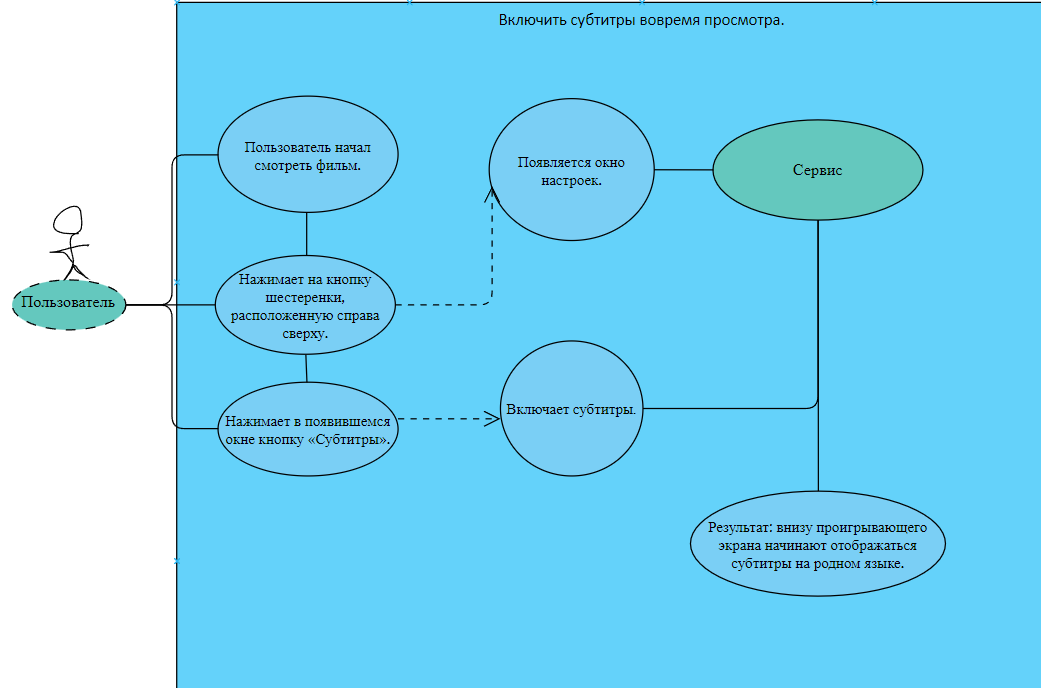 Включить субтитры вовремя просмотра.
Пользователь начал
смотреть фильм.
Появляется окно
настроек.
Сервис
Пользователь
Нажимает на кнопку
шестеренки,
расположенную справа
сверху.
Нажимает в появившемся
окне кнопку «Субтитры».
Включает субтитры.
Результат: внизу проигрывающего
экрана начинают отображаться
субтитры на родном языке.